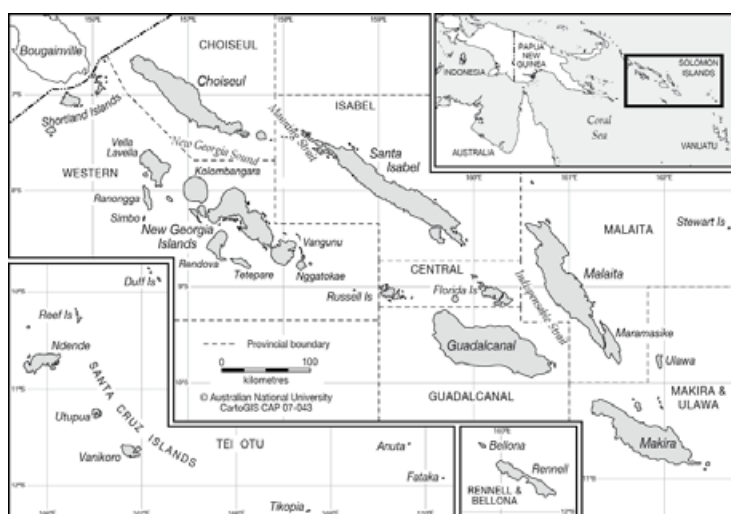 CHOISEUL
Bougainville
Choiseul
Shortland Islands
ISABEL
Manning Strait
New Georgia Sound
Vella
Lavella
Kolombangara
Santa
Isabel
WESTERN
Ranongga
Simbo
New Georgia
Islands
Vangunu
Rendova
Tetepare
Nggatokae
MALAITA
Stewart Is
CENTRAL
Malaita
Russell Is
Florida Is
Indispensable Strait
Maramasike
Guadalcanal
Ulawa
GUADALCANAL
MAKIRA
& ULAWA
Makira
INDONESIA
PAPUA
NEW
GUINEA
SOLOMON
ISLANDS
Coral
Sea
AUSTRALIA
VANUATU
Provincial boundary
0
100
kilometres
© Australian National University
CartoGIS CAP 07-043
Duff Is
Reef Is
Ndende
Utupua
SANTA CRUZ ISLANDS
Vanikoro
TEMOTU
Anuta
Fataka
Tikopia
Bellona
Rennell
RENNELL &
BELLONA